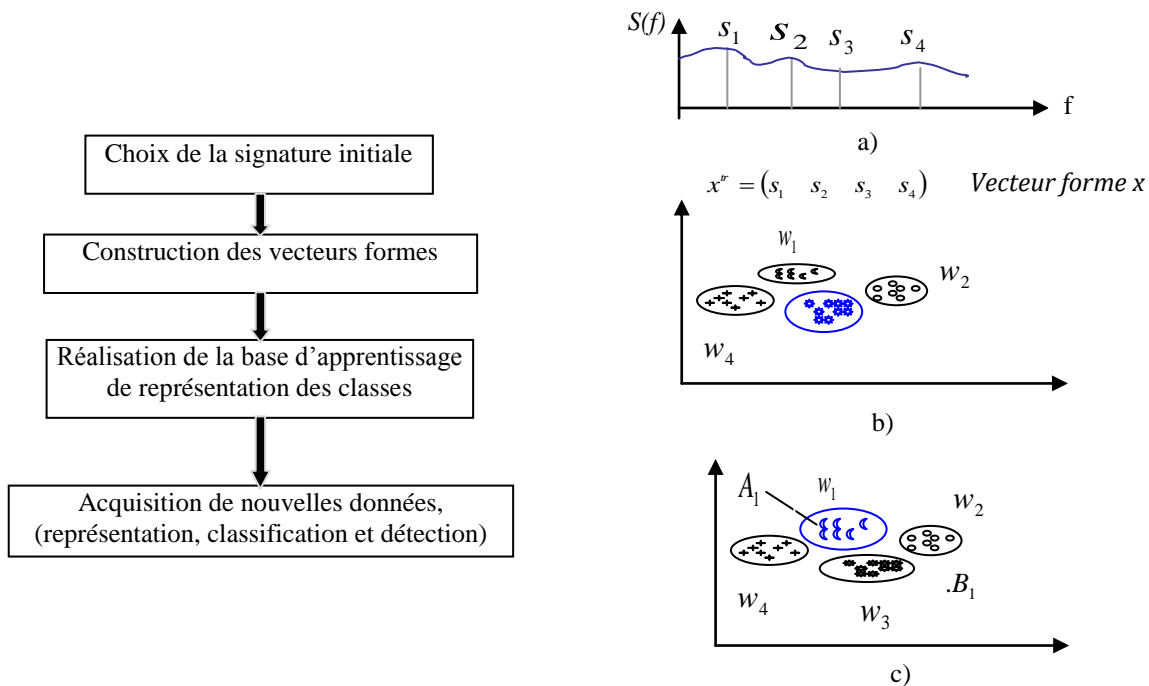 Choix de la signature initiale
Construction des vecteurs formes
Réalisation de la base d'apprentissage
de représentation des classes
Acquisition de nouvelles données,
(représentation, classification et détection)
S(f)
s₁ s₂ s₃ s₄
f
a)
xᵗʳ = (s₁ s₂ s₃ s₄) Vecteur forme x
w₁
w₂
w₄
b)
A₁
w₁
w₂
w₄
w₃
.B₁
c)